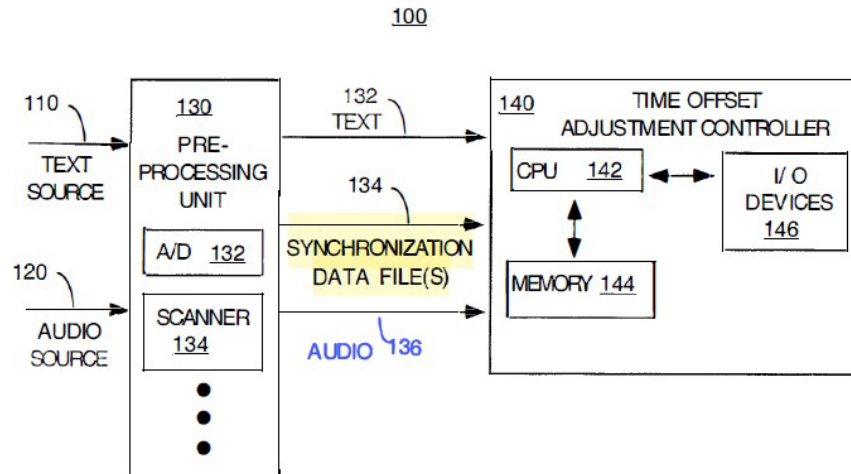 100
110
TEXT
SOURCE
120
AUDIO
SOURCE
130
PRE-
PROCESSING
UNIT
A/D 132
SCANNER
134
132
TEXT
134
SYNCHRONIZATION
DATA FILE(S)
AUDIO 136
140 TIME OFFSET
ADJUSTMENT CONTROLLER
CPU 142
I/O
DEVICES
146
MEMORY 144